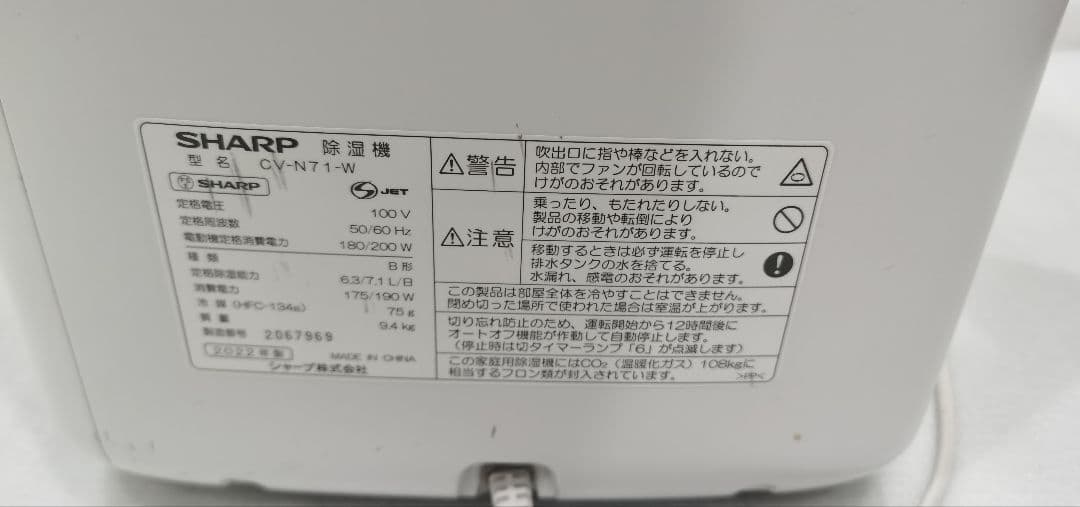 SHARP 除湿機
型名 CV-N71-W
SHARP JET
定格電圧 100 V
定格周波数 50/60 Hz
電動機定格消費電力 180/200 W
種類 B形
定格除湿能力 6.3/7.1 L/日
消費電力 175/190 W
冷媒(HFC-134a) 75 g
質量 9.4 kg
製造番号 2067969
2022年製 MADE IN CHINA
シャープ株式会社
警告
吹出口に指や棒などを入れない。
内部でファンが回転しているので
けがのおそれがあります。
注意
乗ったり、もたれたりしない。
製品の移動や転倒により
けがのおそれがあります。
移動するときは必ず運転を停止し
排水タンクの水を捨てる。
水漏れ、感電のおそれがあります。
この製品は部屋全体を冷やすことはできません。
閉め切った場所で使われた場合は室温が上がります。
切り忘れ防止のため、運転開始から12時間後に
オートオフ機能が作動して自動停止します。
(停止時は切タイマーランプ「6」が点滅します)
この家庭用除湿機にはCO₂(温暖化ガス)108kgに
相当するフロン類が封入されています。
>PP<